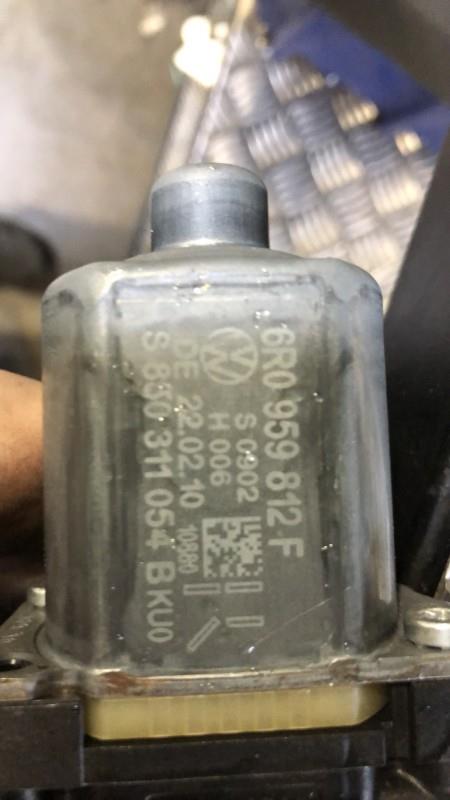 6R0 959 812 F
S 0902
H 006
DE 22.02.10 10880
S 830 311 054 B KU0